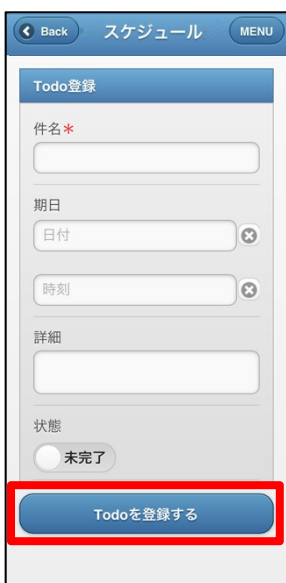 Back
スケジュール
MENU
Todo登録
件名*
期日
日付
時刻
詳細
状態
未完了
Todoを登録する